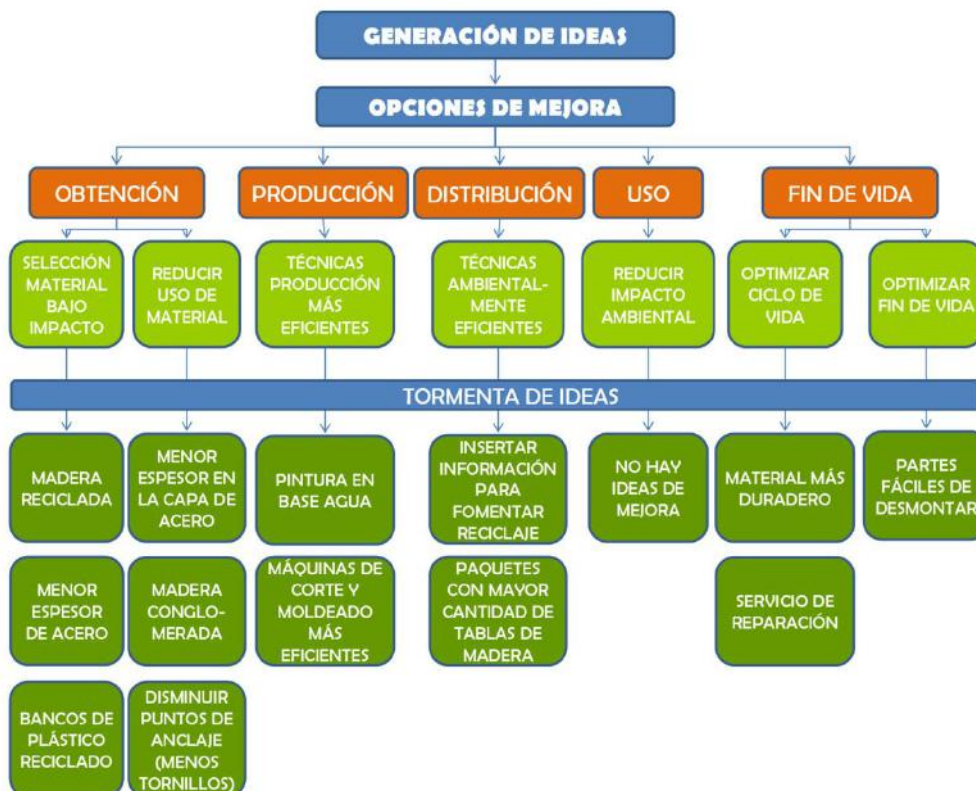 GENERACIÓN DE IDEAS
OPCIONES DE MEJORA
OBTENCIÓN
PRODUCCIÓN
DISTRIBUCIÓN
USO
FIN DE VIDA
SELECCIÓN
MATERIAL
BAJO
IMPACTO
REDUCIR
USO DE
MATERIAL
TÉCNICAS
PRODUCCIÓN
MÁS
EFICIENTES
TÉCNICAS
AMBIENTAL-
MENTE
EFICIENTES
REDUCIR
IMPACTO
AMBIENTAL
OPTIMIZAR
CICLO DE
VIDA
OPTIMIZAR
FIN DE VIDA
TORMENTA DE IDEAS
MADERA
RECICLADA
MENOR
ESPESOR EN
LA CAPA DE
ACERO
PINTURA EN
BASE AGUA
INSERTAR
INFORMACIÓN
PARA
FOMENTAR
RECICLAJE
NO HAY
IDEAS DE
MEJORA
MATERIAL MÁS
DURADERO
PARTES
FÁCILES DE
DESMONTAR
MENOR
ESPESOR
DE ACERO
MADERA
CONGLO-
MERADA
MÁQUINAS DE
CORTE Y
MOLDEADO
MÁS
EFICIENTES
PAQUETES
CON MAYOR
CANTIDAD DE
TABLAS DE
MADERA
SERVICIO DE
REPARACIÓN
BANCOS DE
PLÁSTICO
RECICLADO
DISMINUIR
PUNTOS DE
ANCLAJE
(MENOS
TORNILLOS)